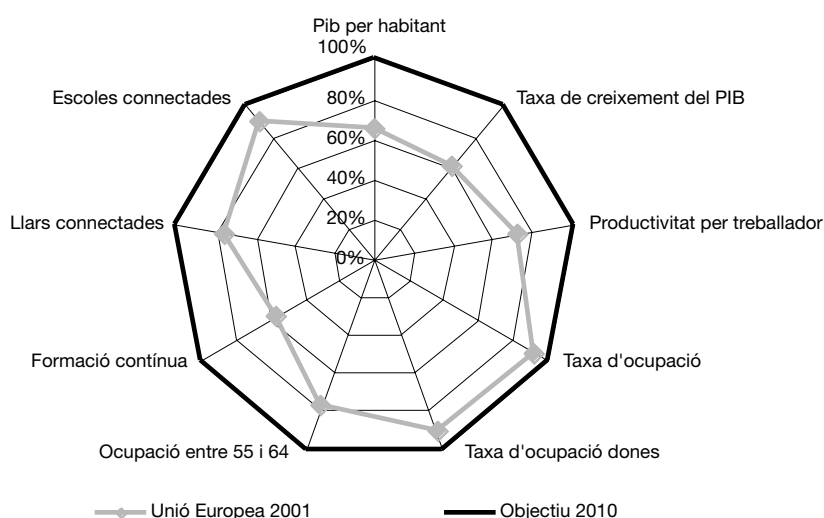 Pib per habitant
100%
Escoles connectades
Taxa de creixement del PIB
80%
60%
40%
Llars connectades
Productivitat per treballador
20%
0%
Formació contínua
Taxa d'ocupació
Ocupació entre 55 i 64
Taxa d'ocupació dones
Unió Europea 2001
Objectiu 2010